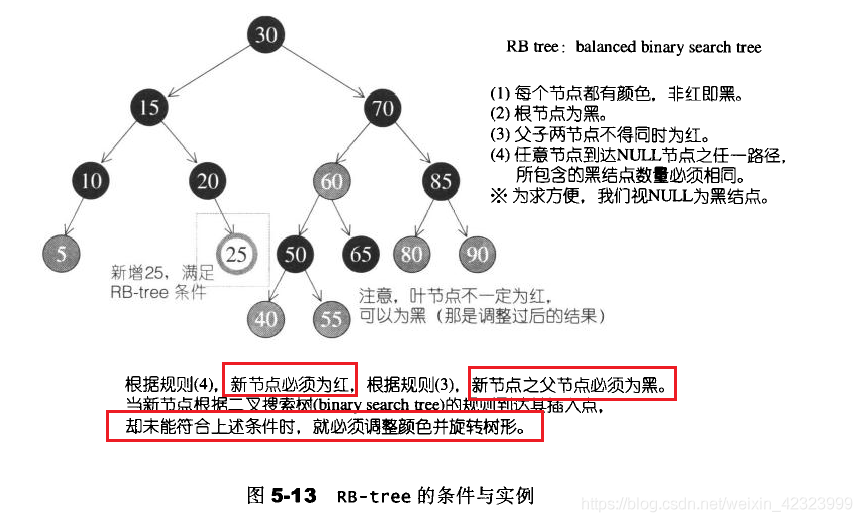 30
RB tree: balanced binary search tree
15
70
(1) 每个节点都有颜色，非红即黑。
(2) 根节点为黑。
(3) 父子两节点不得同时为红。
(4) 任意节点到达NULL节点之任一路径，
所包含的黑结点数量必须相同。
※ 为求方便，我们视NULL为黑结点。
10
20
60
85
5
25
50
65
80
90
新增25，满足
RB-tree 条件
40
55
注意，叶节点不一定为红，
可以为黑（那是调整过后的结果）
根据规则(4)，新节点必须为红，根据规则(3)，新节点之父节点必须为黑。
当新节点根据二叉搜索树(binary search tree)的规则到达其插入点，
却未能符合上述条件时，就必须调整颜色并旋转树形。
图 5-13 RB-tree 的条件与实例
https://blog.csdn.net/weixin_42323999